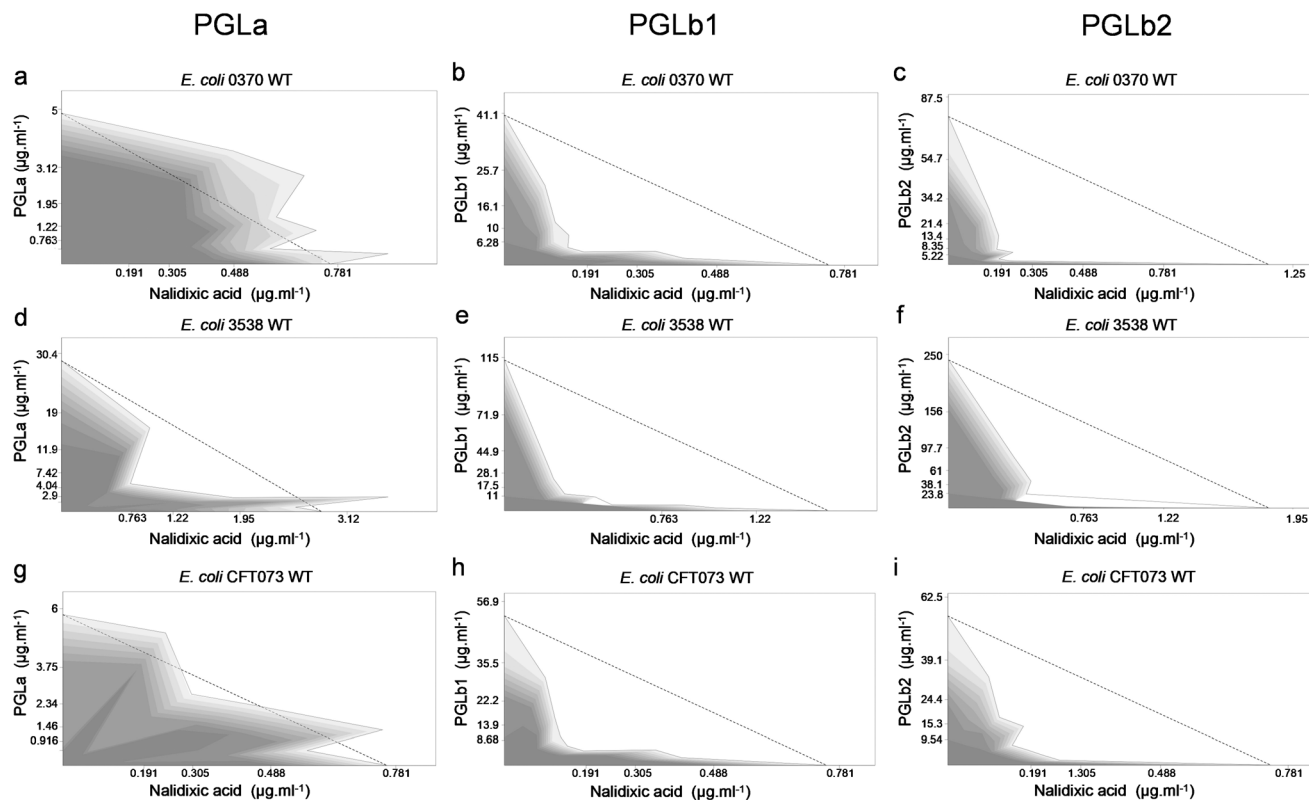 PGLa
PGLb1
PGLb2
a
E. coli 0370 WT
5
3.12
1.95
1.22
0.763
PGLa (µg.ml⁻¹)
0.191 0.305 0.488 0.781
Nalidixic acid (µg.ml⁻¹)
b
E. coli 0370 WT
41.1
25.7
16.1
10
6.28
PGLb1 (µg.ml⁻¹)
0.191 0.305 0.488 0.781
Nalidixic acid (µg.ml⁻¹)
c
E. coli 0370 WT
87.5
54.7
34.2
21.4
13.4
8.35
5.22
PGLb2 (µg.ml⁻¹)
0.191 0.305 0.488 0.781 1.25
Nalidixic acid (µg.ml⁻¹)
d
E. coli 3538 WT
30.4
19
11.9
7.42
4.04
2.9
PGLa (µg.ml⁻¹)
0.763 1.22 1.95 3.12
Nalidixic acid (µg.ml⁻¹)
e
E. coli 3538 WT
115
71.9
44.9
28.1
17.5
11
PGLb1 (µg.ml⁻¹)
0.763 1.22
Nalidixic acid (µg.ml⁻¹)
f
E. coli 3538 WT
250
156
97.7
61
38.1
23.8
PGLb2 (µg.ml⁻¹)
0.763 1.22 1.95
Nalidixic acid (µg.ml⁻¹)
g
E. coli CFT073 WT
6
3.75
2.34
1.46
0.916
PGLa (µg.ml⁻¹)
0.191 0.305 0.488 0.781
Nalidixic acid (µg.ml⁻¹)
h
E. coli CFT073 WT
56.9
35.5
22.2
13.9
8.68
PGLb1 (µg.ml⁻¹)
0.191 0.305 0.488 0.781
Nalidixic acid (µg.ml⁻¹)
i
E. coli CFT073 WT
62.5
39.1
24.4
15.3
9.54
PGLb2 (µg.ml⁻¹)
0.191 1.305 0.488 0.781
Nalidixic acid (µg.ml⁻¹)